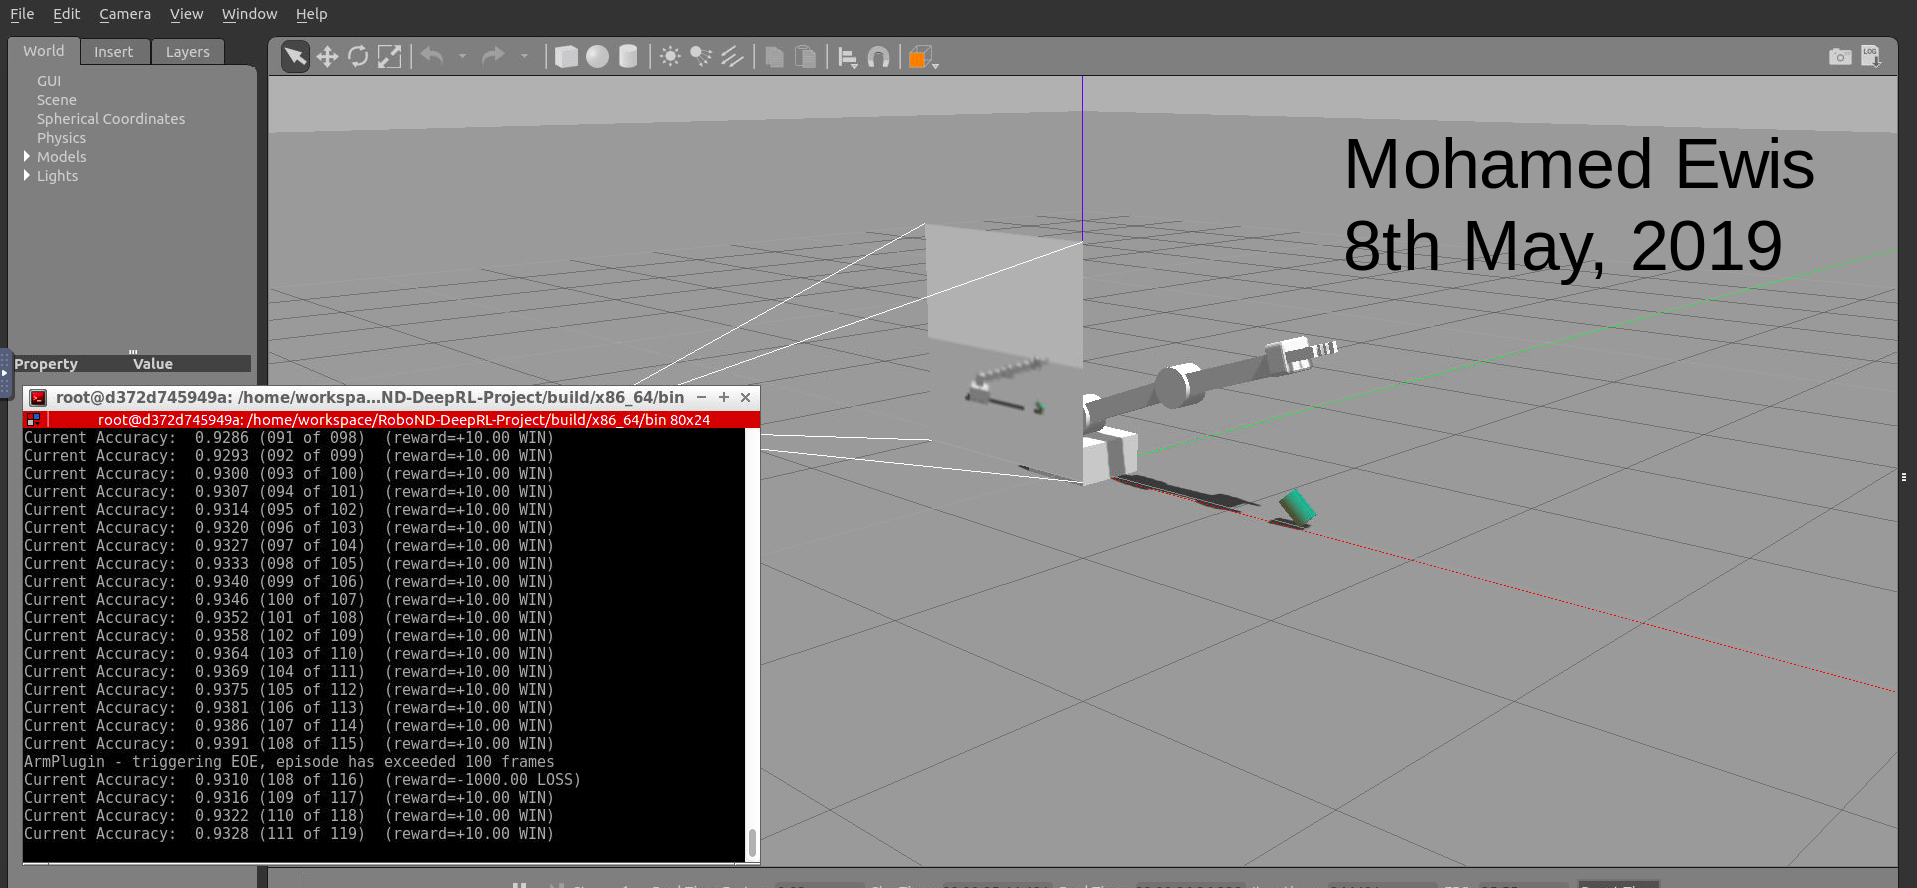 File Edit Camera View Window Help
World Insert Layers
GUI
Scene
Spherical Coordinates
Physics
Models
Lights
Property Value
LOG
Mohamed Ewis
8th May, 2019
root@d372d745949a: /home/workspa...ND-DeepRL-Project/build/x86_64/bin
root@d372d745949a: /home/workspace/RoboND-DeepRL-Project/build/x86_64/bin 80x24
Current Accuracy:  0.9286 (091 of 098)  (reward=+10.00 WIN)
Current Accuracy:  0.9293 (092 of 099)  (reward=+10.00 WIN)
Current Accuracy:  0.9300 (093 of 100)  (reward=+10.00 WIN)
Current Accuracy:  0.9307 (094 of 101)  (reward=+10.00 WIN)
Current Accuracy:  0.9314 (095 of 102)  (reward=+10.00 WIN)
Current Accuracy:  0.9320 (096 of 103)  (reward=+10.00 WIN)
Current Accuracy:  0.9327 (097 of 104)  (reward=+10.00 WIN)
Current Accuracy:  0.9333 (098 of 105)  (reward=+10.00 WIN)
Current Accuracy:  0.9340 (099 of 106)  (reward=+10.00 WIN)
Current Accuracy:  0.9346 (100 of 107)  (reward=+10.00 WIN)
Current Accuracy:  0.9352 (101 of 108)  (reward=+10.00 WIN)
Current Accuracy:  0.9358 (102 of 109)  (reward=+10.00 WIN)
Current Accuracy:  0.9364 (103 of 110)  (reward=+10.00 WIN)
Current Accuracy:  0.9369 (104 of 111)  (reward=+10.00 WIN)
Current Accuracy:  0.9375 (105 of 112)  (reward=+10.00 WIN)
Current Accuracy:  0.9381 (106 of 113)  (reward=+10.00 WIN)
Current Accuracy:  0.9386 (107 of 114)  (reward=+10.00 WIN)
Current Accuracy:  0.9391 (108 of 115)  (reward=+10.00 WIN)
ArmPlugin - triggering EOE, episode has exceeded 100 frames
Current Accuracy:  0.9310 (108 of 116)  (reward=-1000.00 LOSS)
Current Accuracy:  0.9316 (109 of 117)  (reward=+10.00 WIN)
Current Accuracy:  0.9322 (110 of 118)  (reward=+10.00 WIN)
Current Accuracy:  0.9328 (111 of 119)  (reward=+10.00 WIN)